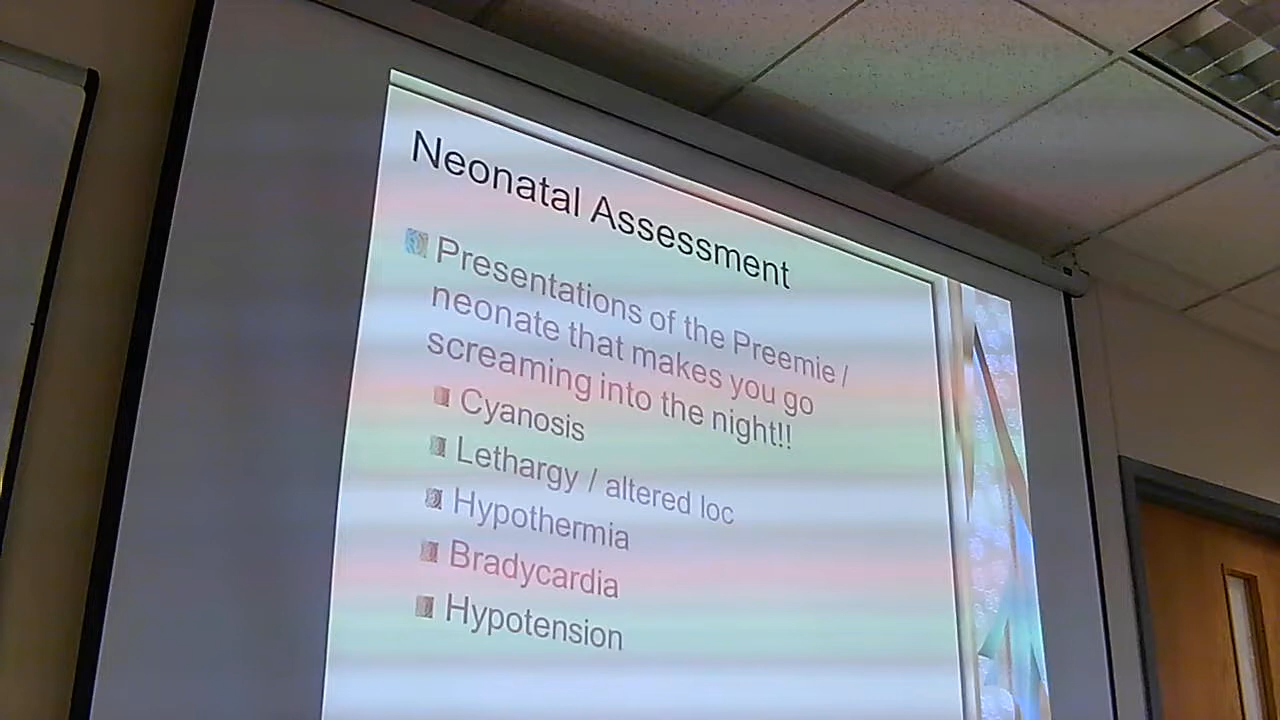 Neonatal Assessment
Presentations of the Preemie /
neonate that makes you go
screaming into the night!!
Cyanosis
Lethargy / altered loc
Hypothermia
Bradycardia
Hypotension